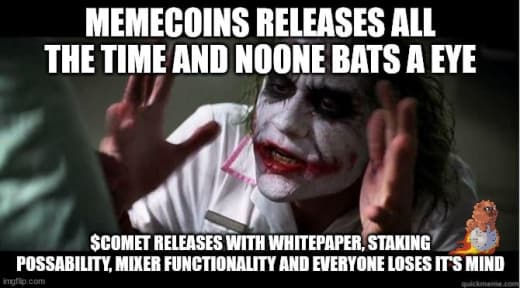 MEMECOINS RELEASES ALL
THE TIME AND NOONE BATS A EYE
$COMET RELEASES WITH WHITEPAPER, STAKING
POSSABILITY, MIXER FUNCTIONALITY AND EVERYONE LOSES IT'S MIND
imgflip.com
quickmeme.com